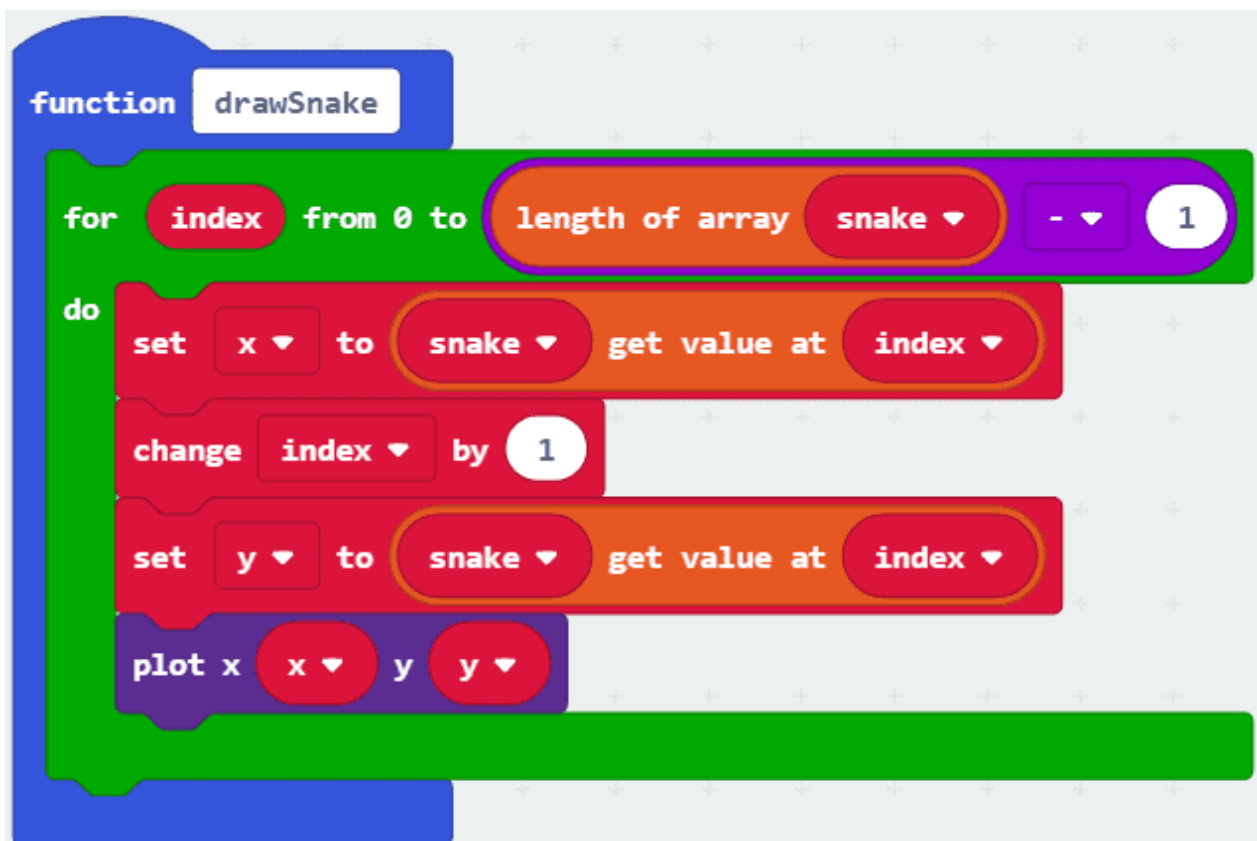 function drawSnake
for index from 0 to length of array snake - 1
do
set x to snake get value at index
change index by 1
set y to snake get value at index
plot x x y y